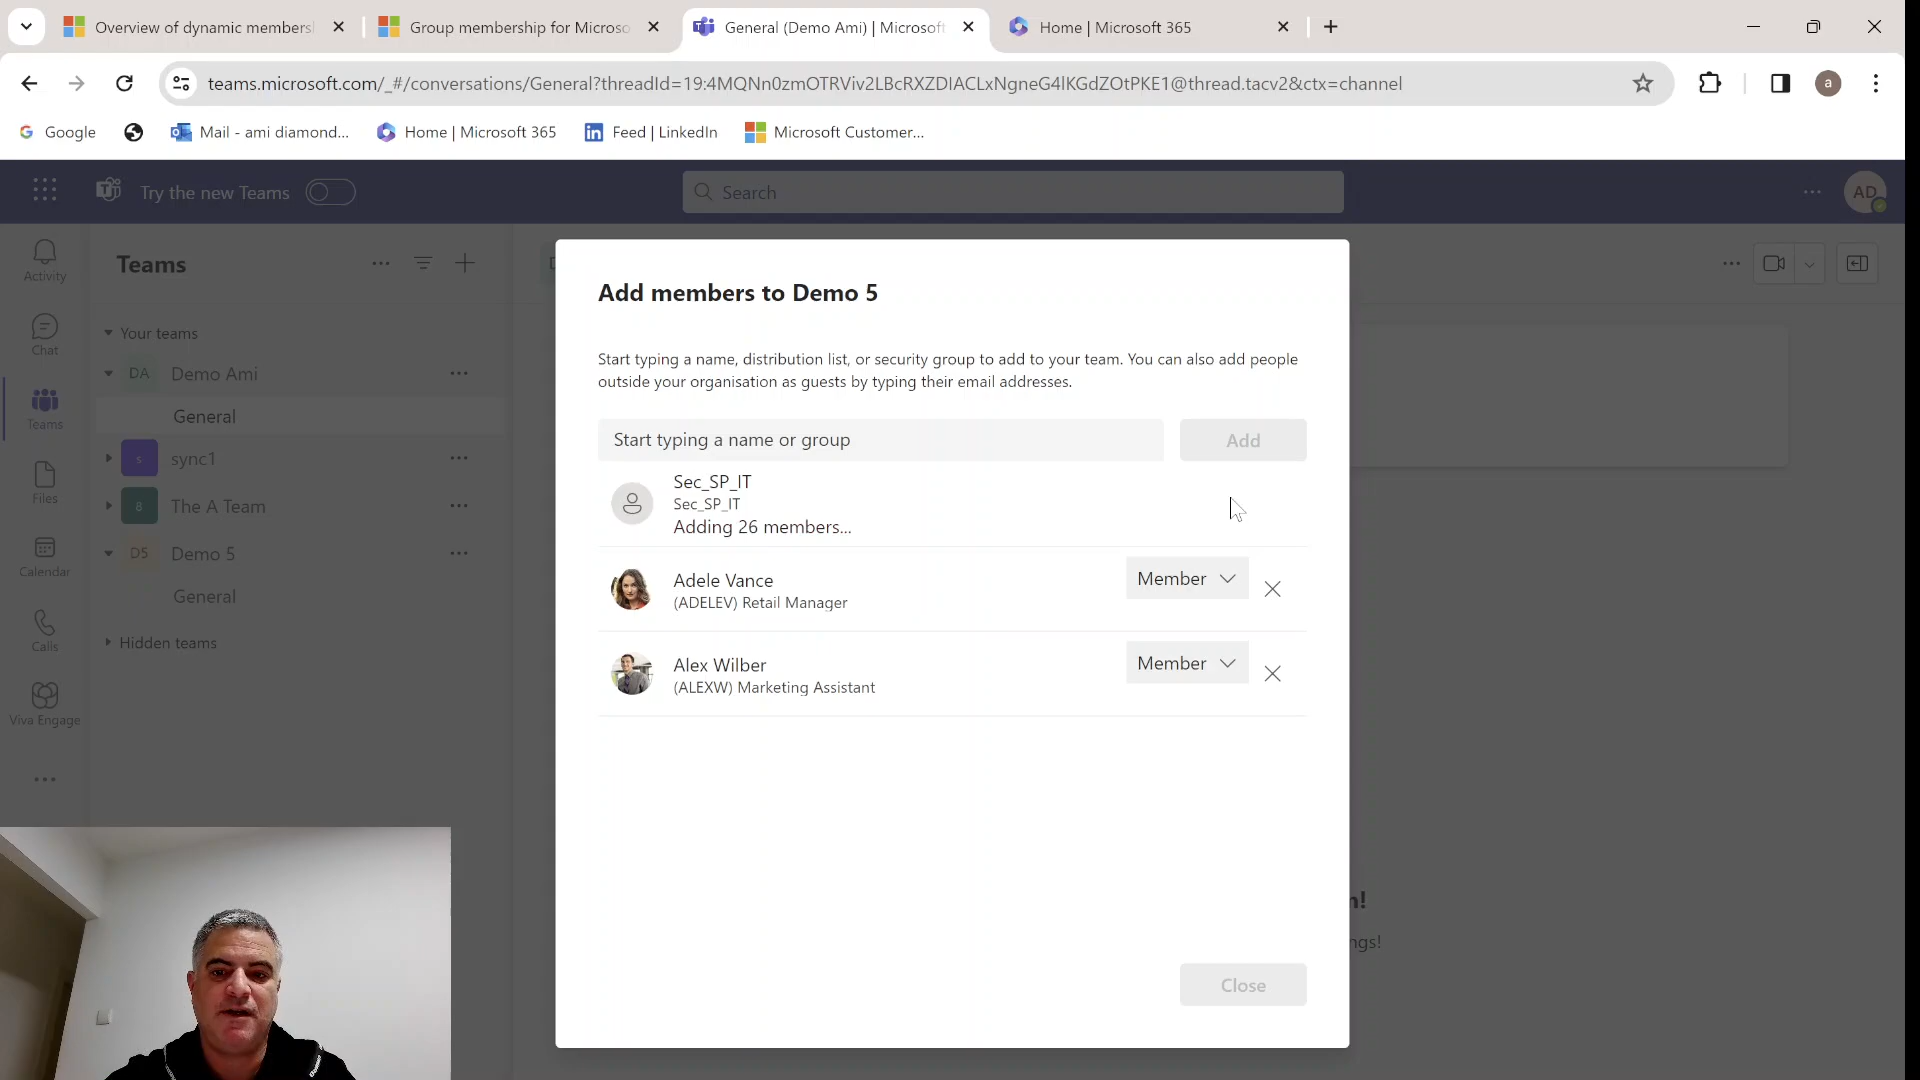 Overview of dynamic members
Group membership for Microso
General (Demo Ami) | Microsoft
Home | Microsoft 365
teams.microsoft.com/_#/conversations/General?threadId=19:4MQNn0zmOTRViv2LBcRXZDIACLxNgneG4lKGdZOtPKE1@thread.tacv2&ctx=channel
a
Google
Mail - ami diamond...
Home | Microsoft 365
Feed | LinkedIn
Microsoft Customer...
Try the new Teams
Search
AD
Activity
Chat
Teams
Files
Calendar
Calls
Viva Engage
Teams
Your teams
DA Demo Ami
General
s sync1
8 The A Team
D5 Demo 5
General
Hidden teams
Add members to Demo 5
Start typing a name, distribution list, or security group to add to your team. You can also add people
outside your organisation as guests by typing their email addresses.
Start typing a name or group
Add
Sec_SP_IT
Sec_SP_IT
Adding 26 members...
Adele Vance
(ADELEV) Retail Manager
Member
Alex Wilber
(ALEXW) Marketing Assistant
Member
Close